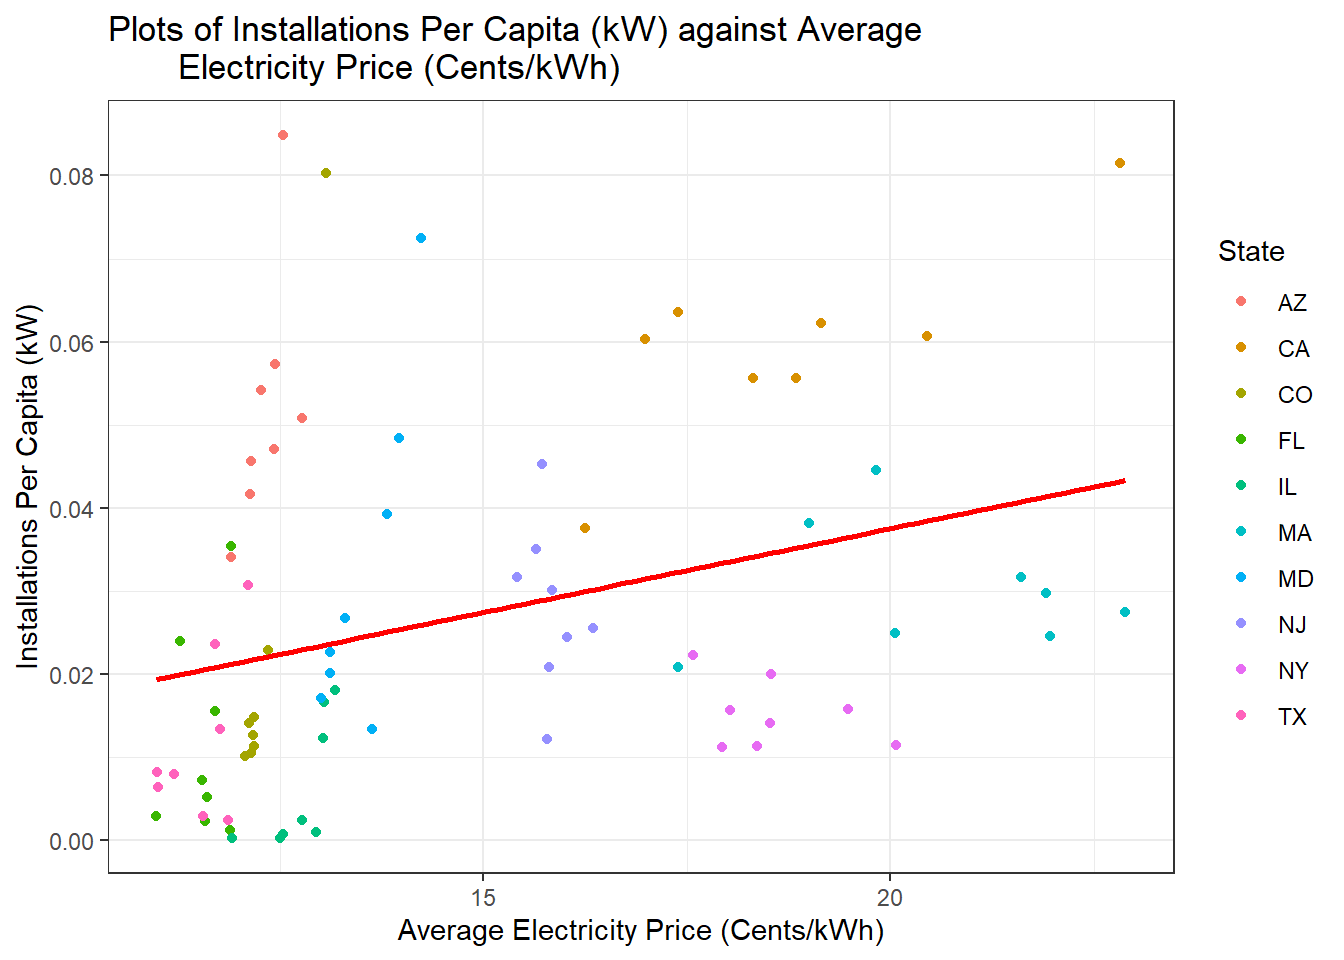 Plots of Installations Per Capita (kW) against Average
Electricity Price (Cents/kWh)
Installations Per Capita (kW)
0.08
0.06
0.04
0.02
0.00
15
20
Average Electricity Price (Cents/kWh)
State
AZ
CA
CO
FL
IL
MA
MD
NJ
NY
TX